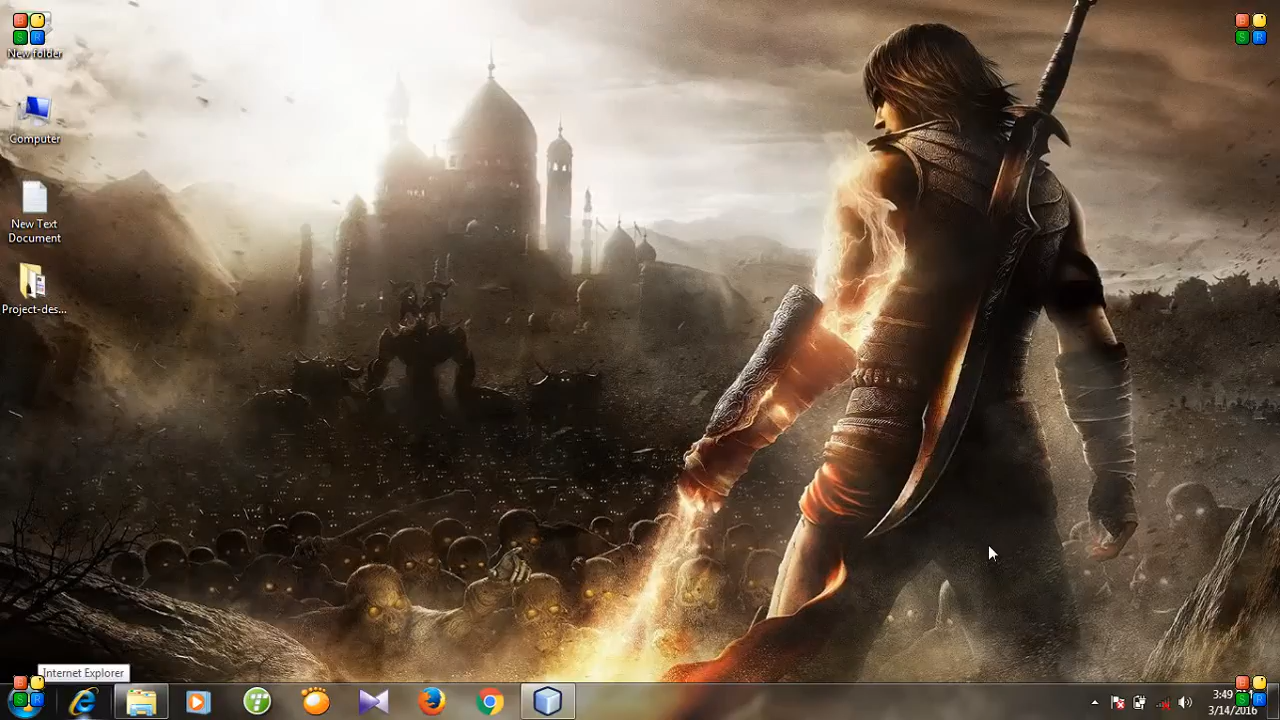 New folder
Computer
New Text
Document
Project-des...
Internet Explorer
3:49
3/14/2016